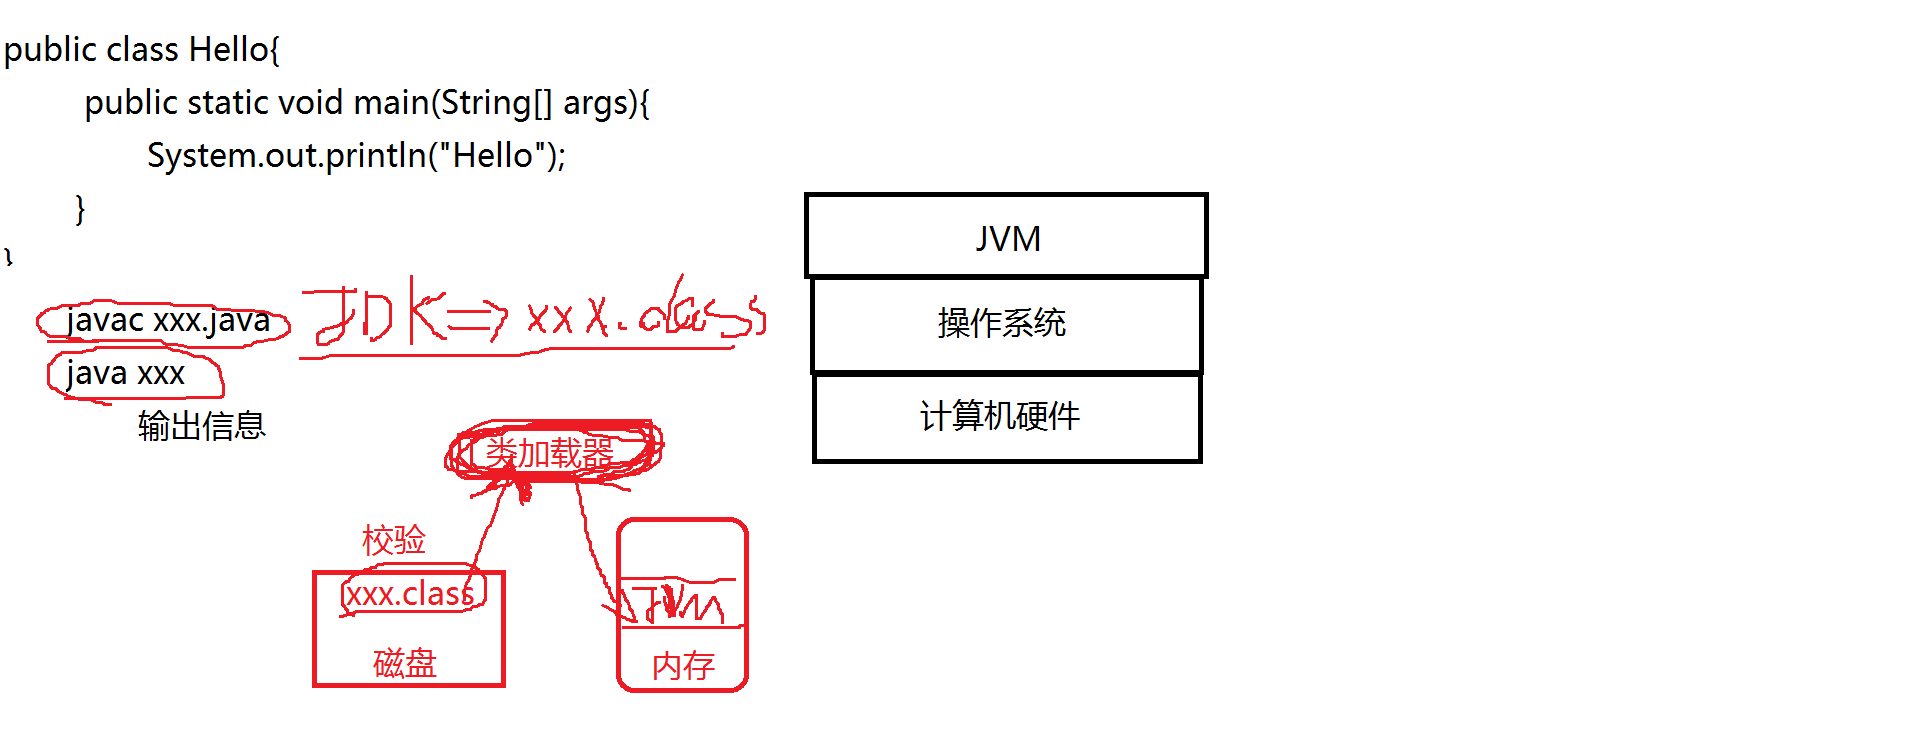 public class Hello{
public static void main(String[] args){
System.out.println("Hello");
}
}
javac xxx.java
JDK => xxx.class
java xxx
输出信息
JVM
操作系统
计算机硬件
类加载器
校验
xxx.class
磁盘
JVM
内存